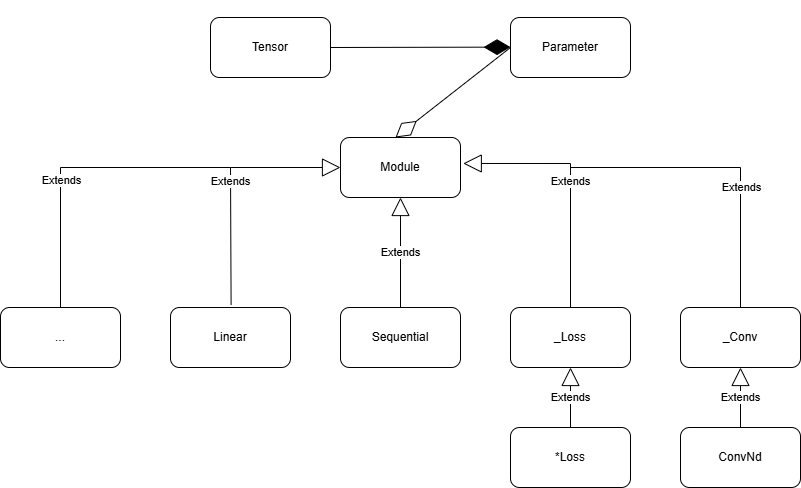 Tensor
Parameter
Module
Extends
Extends
Extends
Extends
Extends
...
Linear
Sequential
_Loss
_Conv
Extends
Extends
*Loss
ConvNd